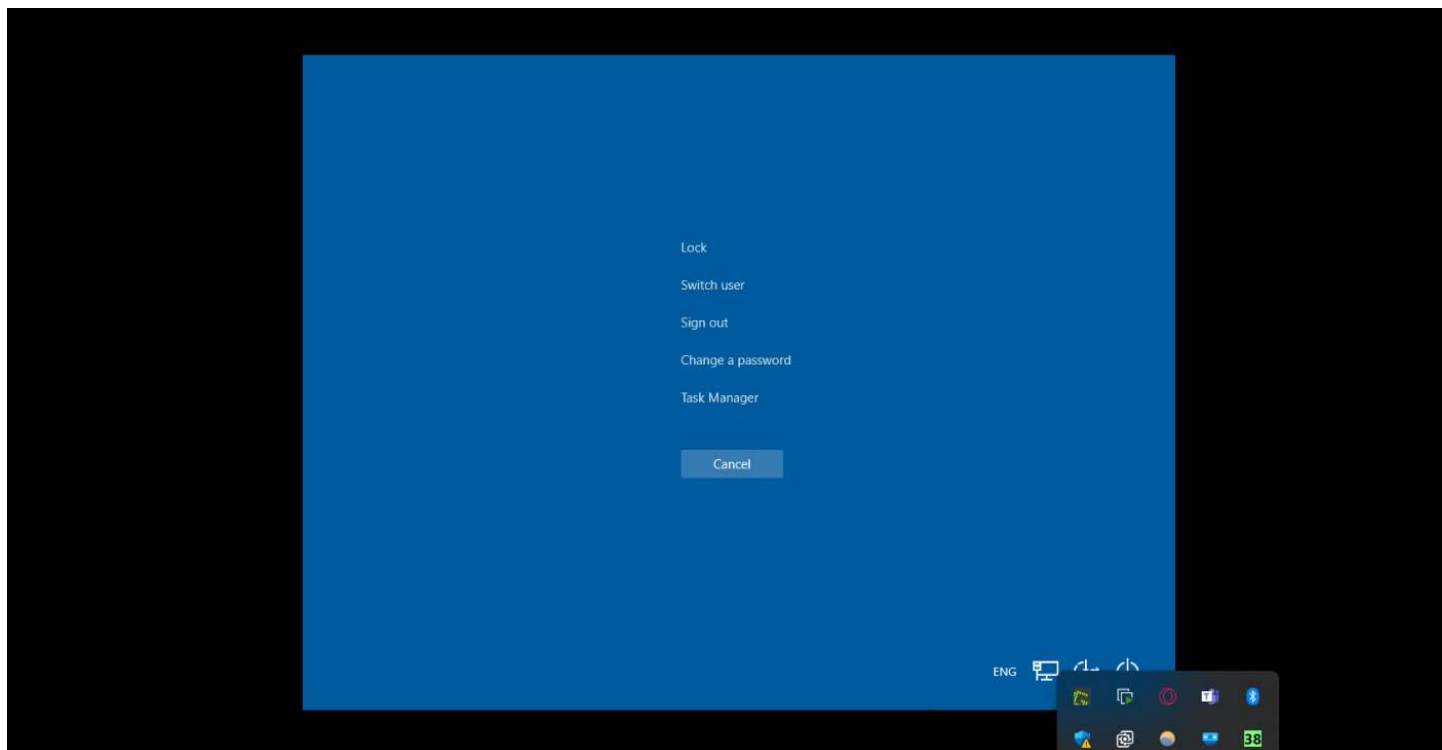 Lock
Switch user
Sign out
Change a password
Task Manager
Cancel
ENG
38